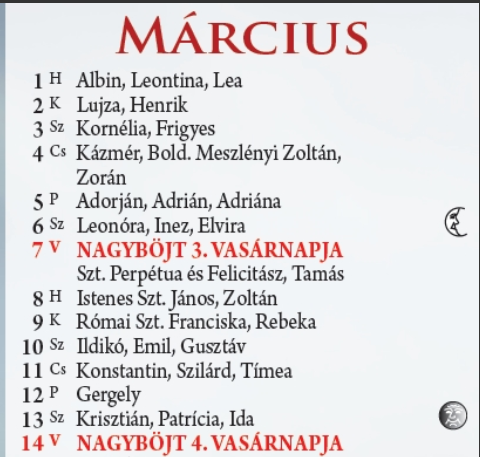 MÁRCIUS
1 H Albin, Leontina, Lea
2 K Lujza, Henrik
3 Sz Kornélia, Frigyes
4 Cs Kázmér, Bold. Meszlényi Zoltán,
Zorán
5 P Adorján, Adrián, Adriána
6 Sz Leonóra, Inez, Elvira
7 V NAGYBÖJT 3. VASÁRNAPJA
Szt. Perpétua és Felicitász, Tamás
8 H Istenes Szt. János, Zoltán
9 K Római Szt. Franciska, Rebeka
10 Sz Ildikó, Emil, Gusztáv
11 Cs Konstantin, Szilárd, Tímea
12 P Gergely
13 Sz Krisztián, Patrícia, Ida
14 V NAGYBÖJT 4. VASÁRNAPJA